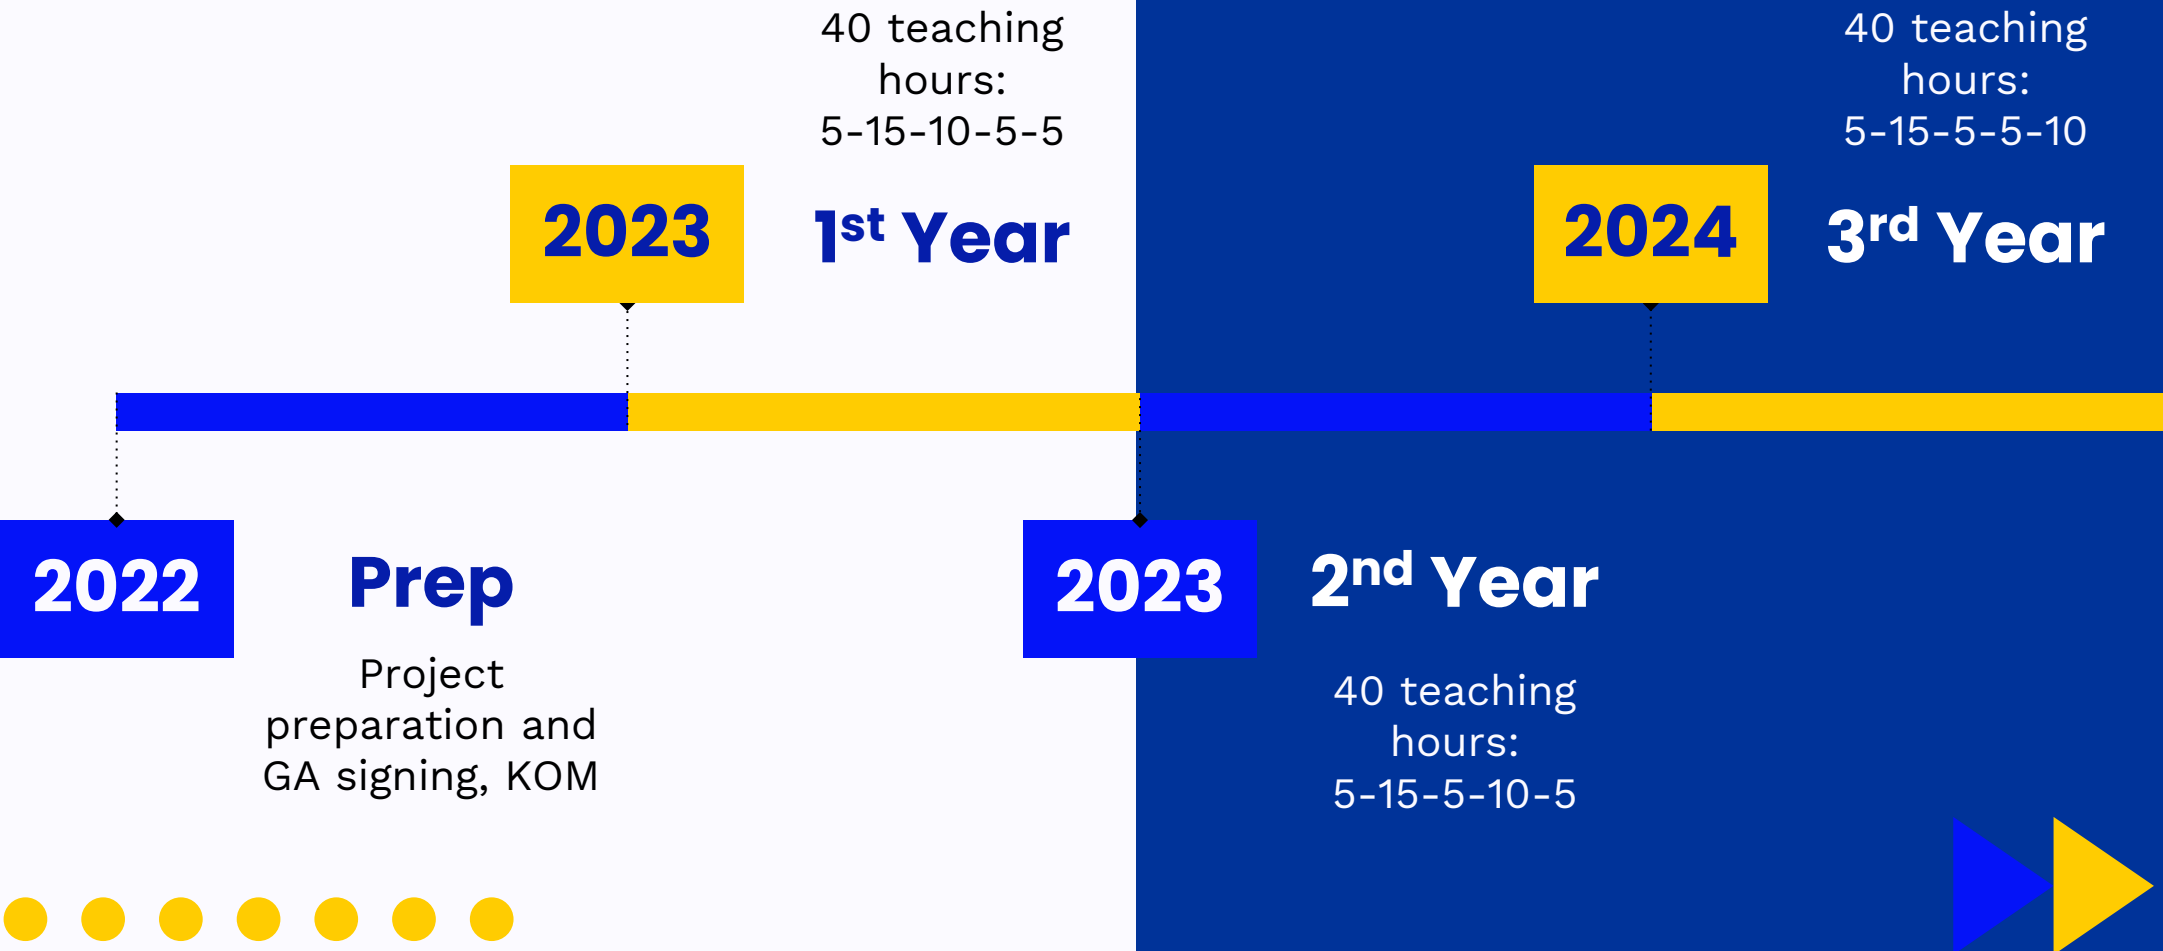 2022
Prep
Project
preparation and
GA signing, KOM
40 teaching
hours:
5-15-10-5-5
2023
1st Year
2023
2nd Year
40 teaching
hours:
5-15-5-10-5
40 teaching
hours:
5-15-5-5-10
2024
3rd Year